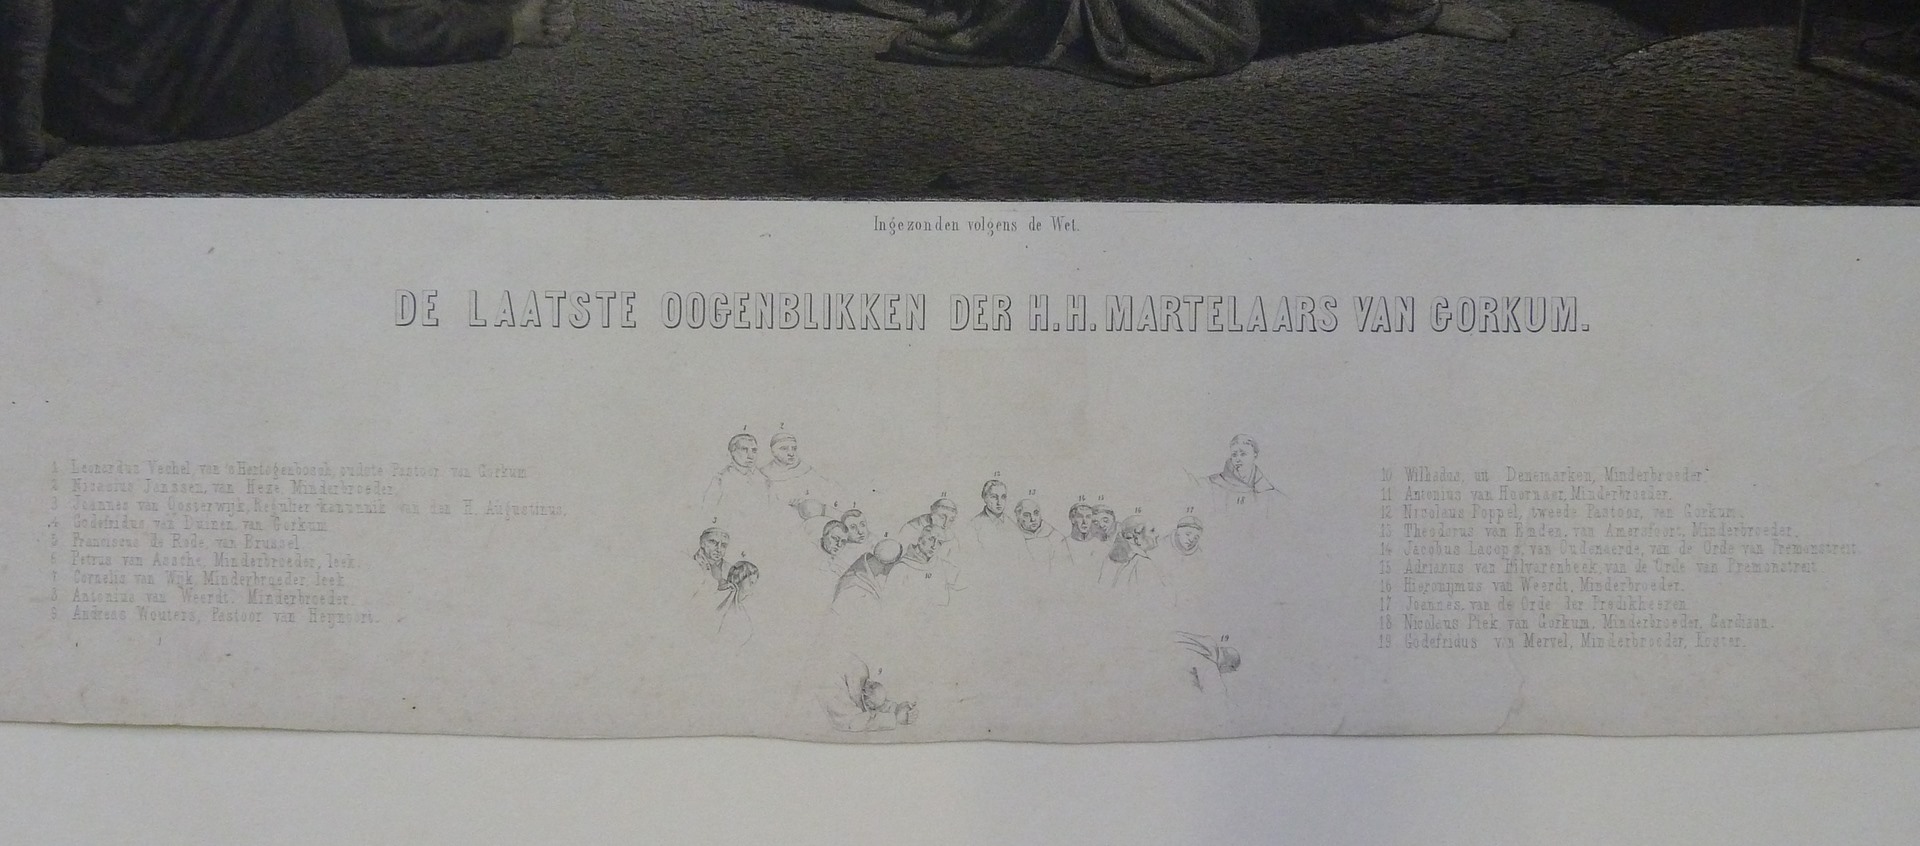 Ingezonden volgens de Wet.
DE LAATSTE OOGENBLIKKEN DER H.H. MARTELAARS VAN GORKUM.
1 Leonardus Vechel, van 's Hertogenbosch, oudste Pastoor van Gorkum
2 Nicasius Janssen, van Heze, Minderbroeder
3 Joannes van Oosterwijk, Regulier kanunnik van den H. Augustinus.
4 Godefridus van Duinen, van Gorkum
5 Franciscus de Rode, van Brussel
6 Petrus van Assche, Minderbroeder, leek.
7 Cornelis van Wijk, Minderbroeder, leek
8 Antonius van Weerdt, Minderbroeder.
9 Andreas Wouters, Pastoor van Heynoort.
10 Wilhadus, uit Denemarken, Minderbroeder
11 Antonius van Hoornaer, Minderbroeder.
12 Nicolaus Poppel, tweede Pastoor, van Gorkum
13 Theodorus van Emden, van Amersfoort, Minderbroeder.
14 Jacobus Lacops, van Oudenaerde, van de Orde van Premonstreit
15 Adrianus van Hilvarenbeek, van de Orde van Premonstreit
16 Hieronymus van Weerdt, Minderbroeder.
17 Joannes, van de Orde der Predikheeren
18 Nicolaus Piek, van Gorkum, Minderbroeder, Gardiaan.
19 Godefridus van Mervel, Minderbroeder, Koster.